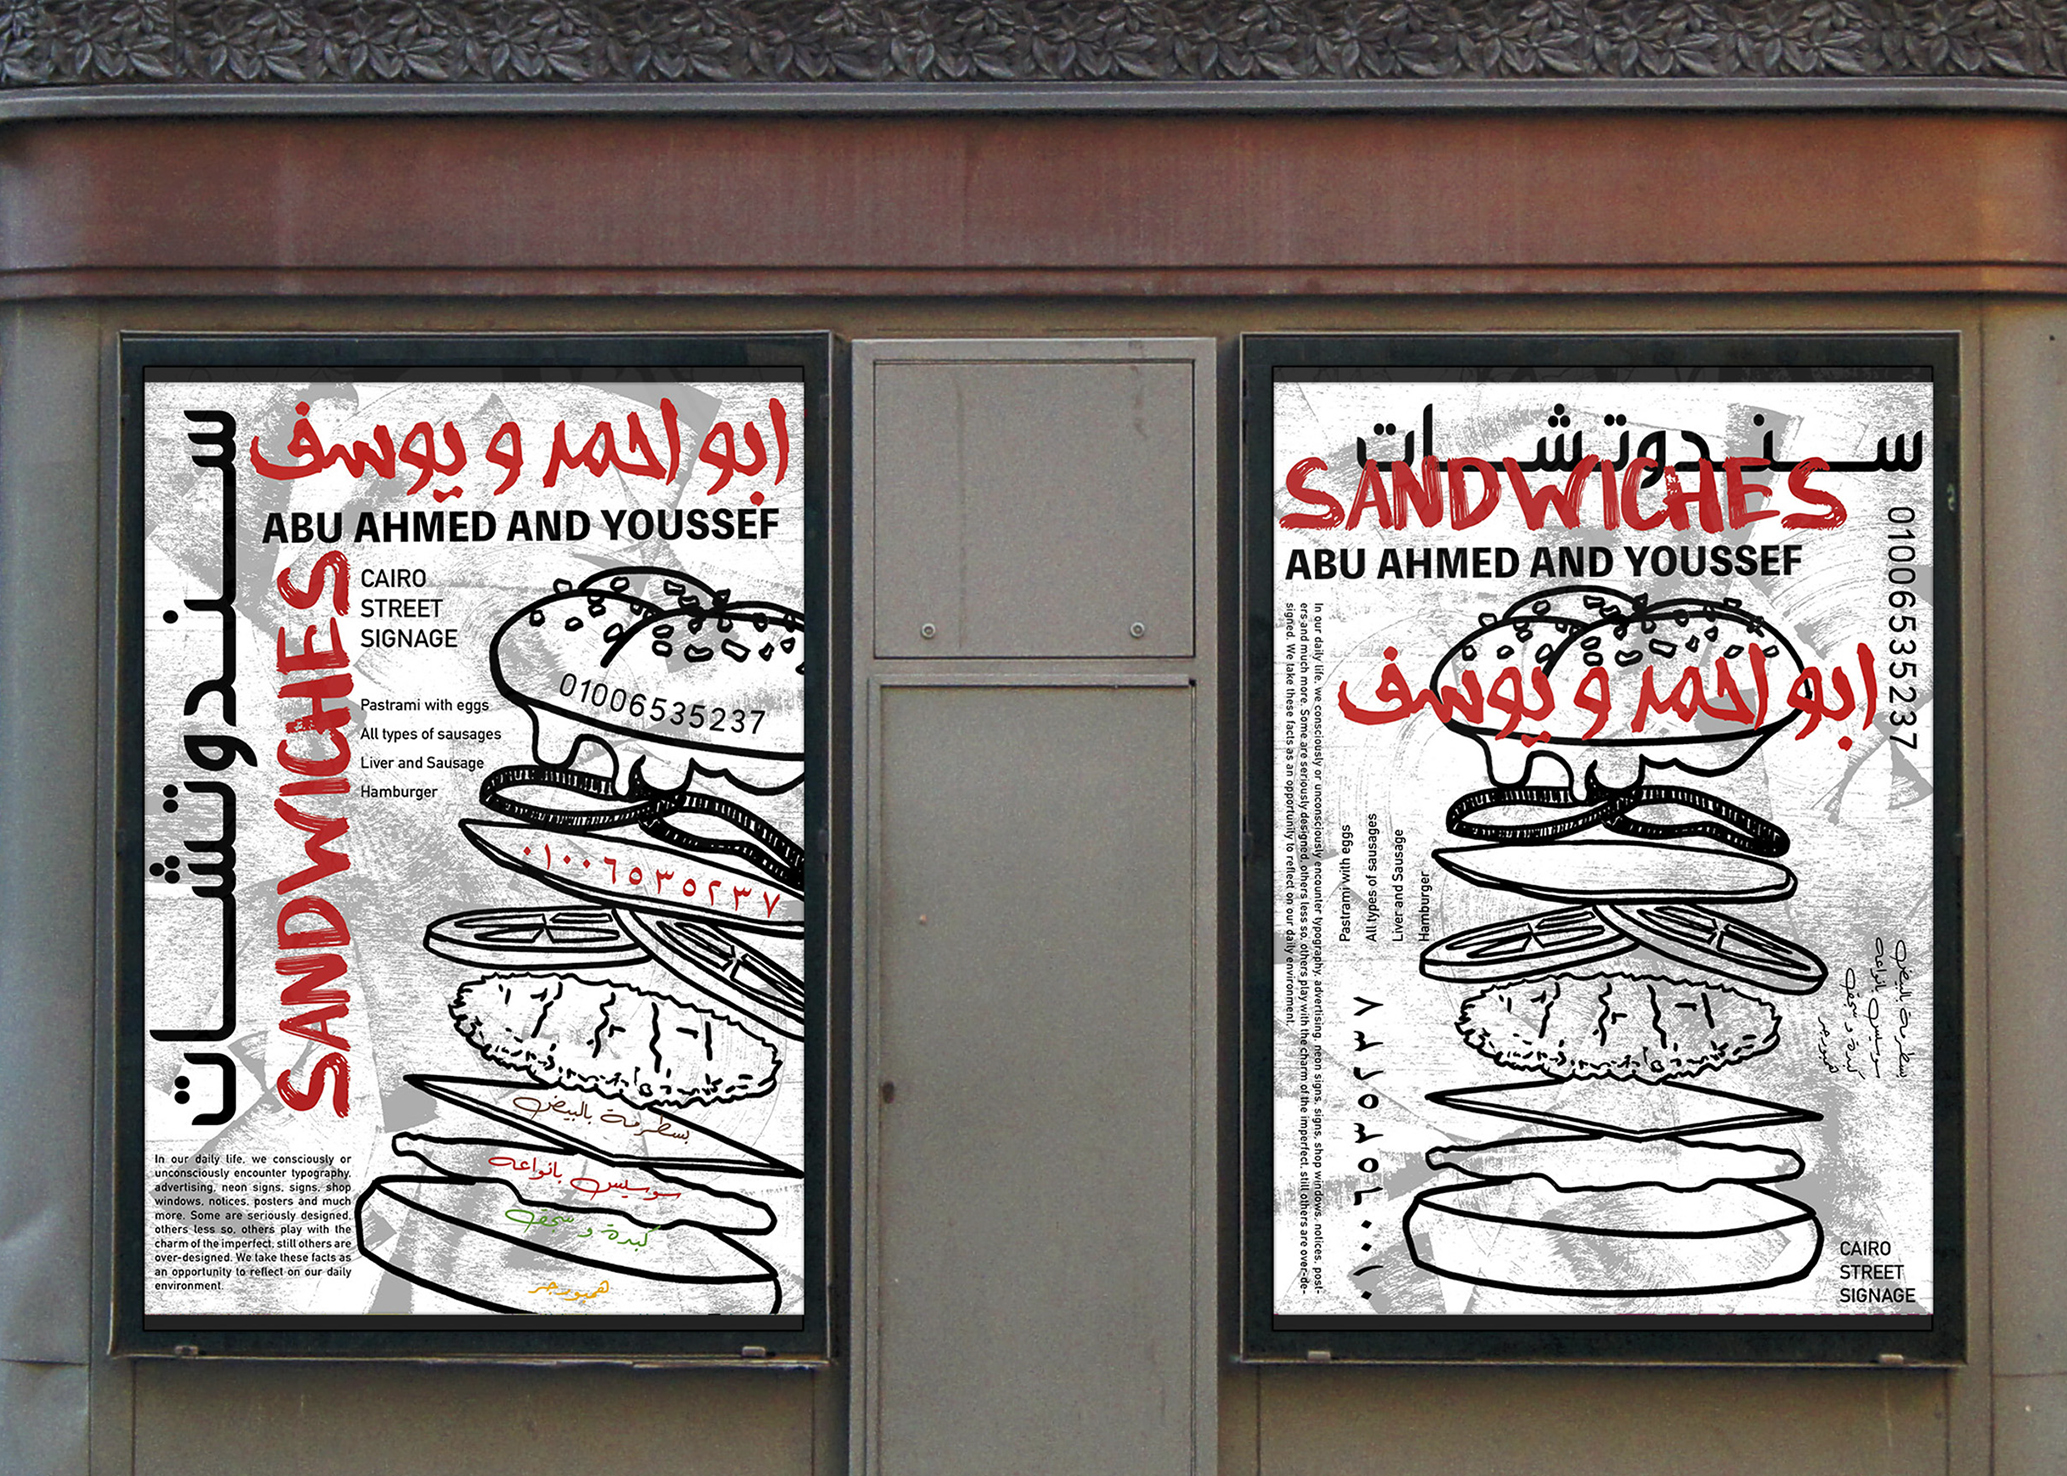 ابو احمد و يوسف
ABU AHMED AND YOUSSEF
سندوتشات
SANDWICHES
CAIRO
STREET
SIGNAGE
01006535237
Pastrami with eggs
All types of sausages
Liver and Sausage
Hamburger
٠١٠٠٦٥٣٥٢٣٧
بسطرمة بالبيض
سوسيس بانواعه
كبدة و سجق
همبورجر
In our daily life, we consciously or
unconsciously encounter typography,
advertising, neon signs, signs, shop
windows, notices, posters and much
more. Some are seriously designed,
others less so, others play with the
charm of the imperfect, still others are
over-designed. We take these facts as
an opportunity to reflect on our daily
environment.
سندوتشات
SANDWICHES
ABU AHMED AND YOUSSEF
01006535237
ابو احمد و يوسف
In our daily life, we consciously or unconsciously encounter typography, advertising, neon signs, signs, shop windows, notices, post-
ers and much more. Some are seriously designed, others less so, others play with the charm of the imperfect, still others are over-de-
signed. We take these facts as an opportunity to reflect on our daily environment.
Pastrami with eggs
All types of sausages
Liver and Sausage
Hamburger
٠١٠٠٦٥٣٥٢٣٧
بسطرمة بالبيض
سوسيس بانواعه
كبدة و سجق
همبورجر
CAIRO
STREET
SIGNAGE